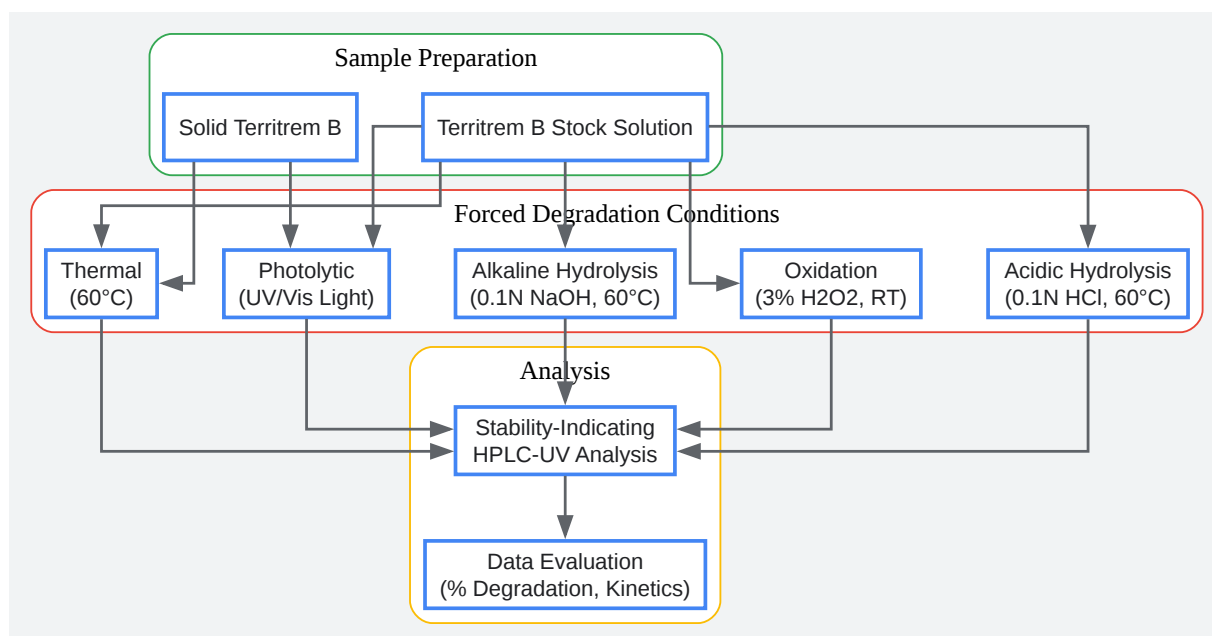 Sample Preparation
Solid Territrem B
Territrem B Stock Solution
Forced Degradation Conditions
Thermal
(60°C)
Photolytic
(UV/Vis Light)
Alkaline Hydrolysis
(0.1N NaOH, 60°C)
Oxidation
(3% H2O2, RT)
Acidic Hydrolysis
(0.1N HCl, 60°C)
Analysis
Stability-Indicating
HPLC-UV Analysis
Data Evaluation
(% Degradation, Kinetics)